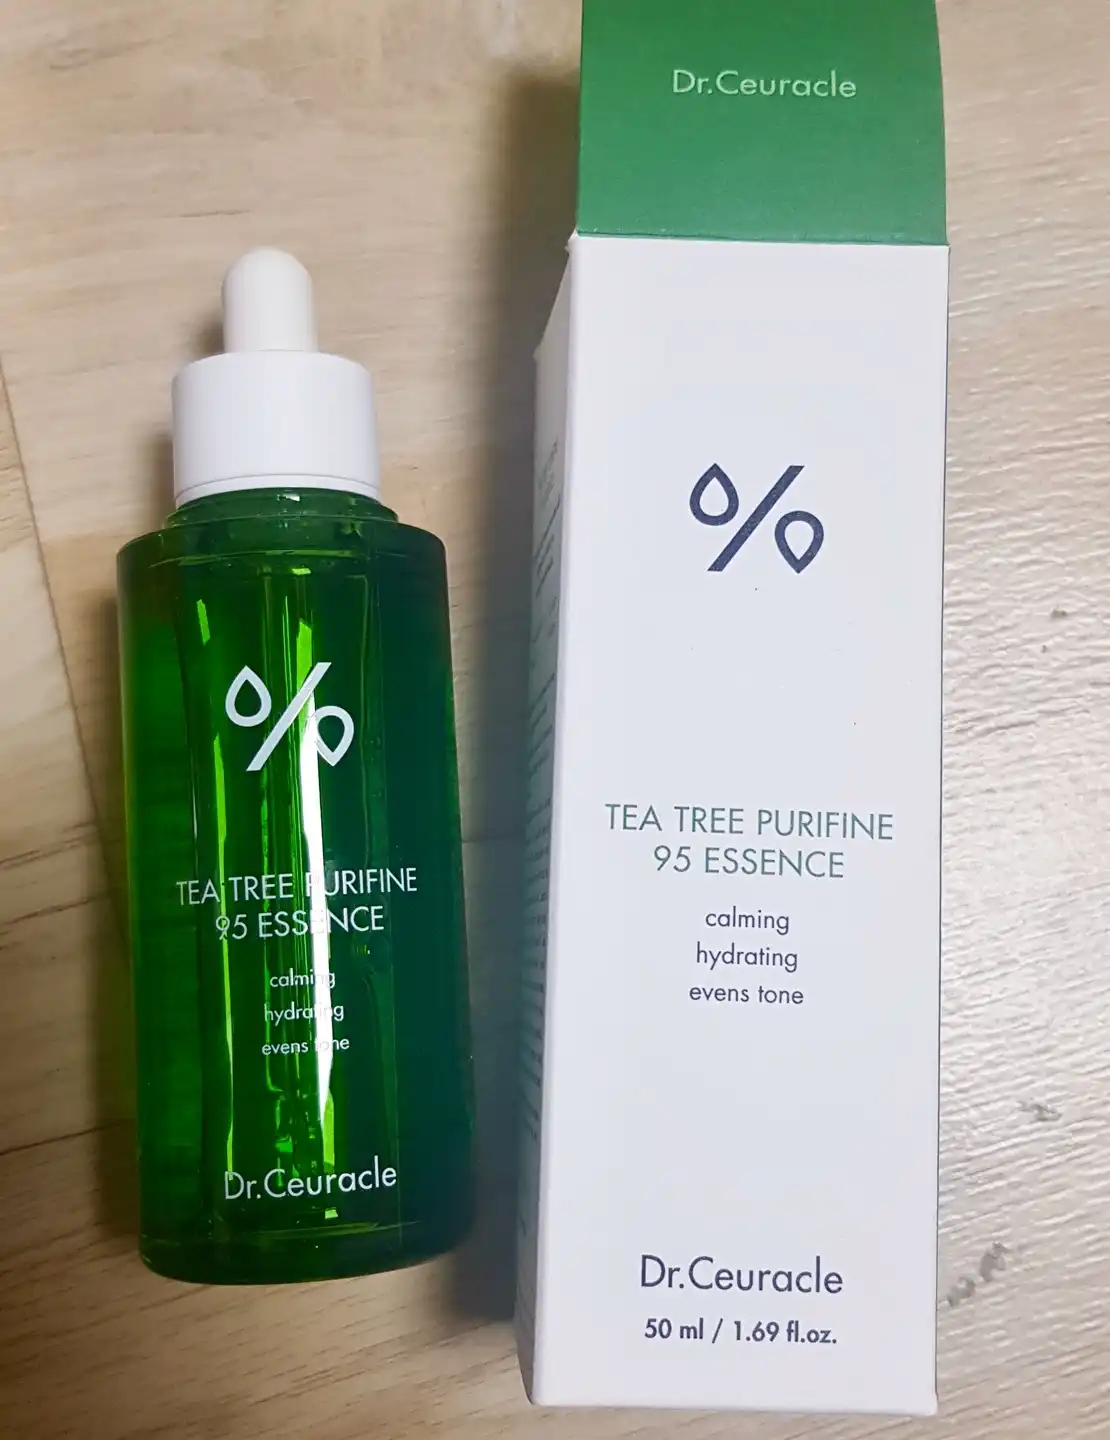 Dr.Ceuracle
%
TEA TREE PURIFINE
95 ESSENCE
calming
hydrating
evens tone
Dr.Ceuracle
50 ml / 1.69 fl.oz.
%
TEA TREE PURIFINE
95 ESSENCE
calming
hydrating
evens tone
Dr.Ceuracle